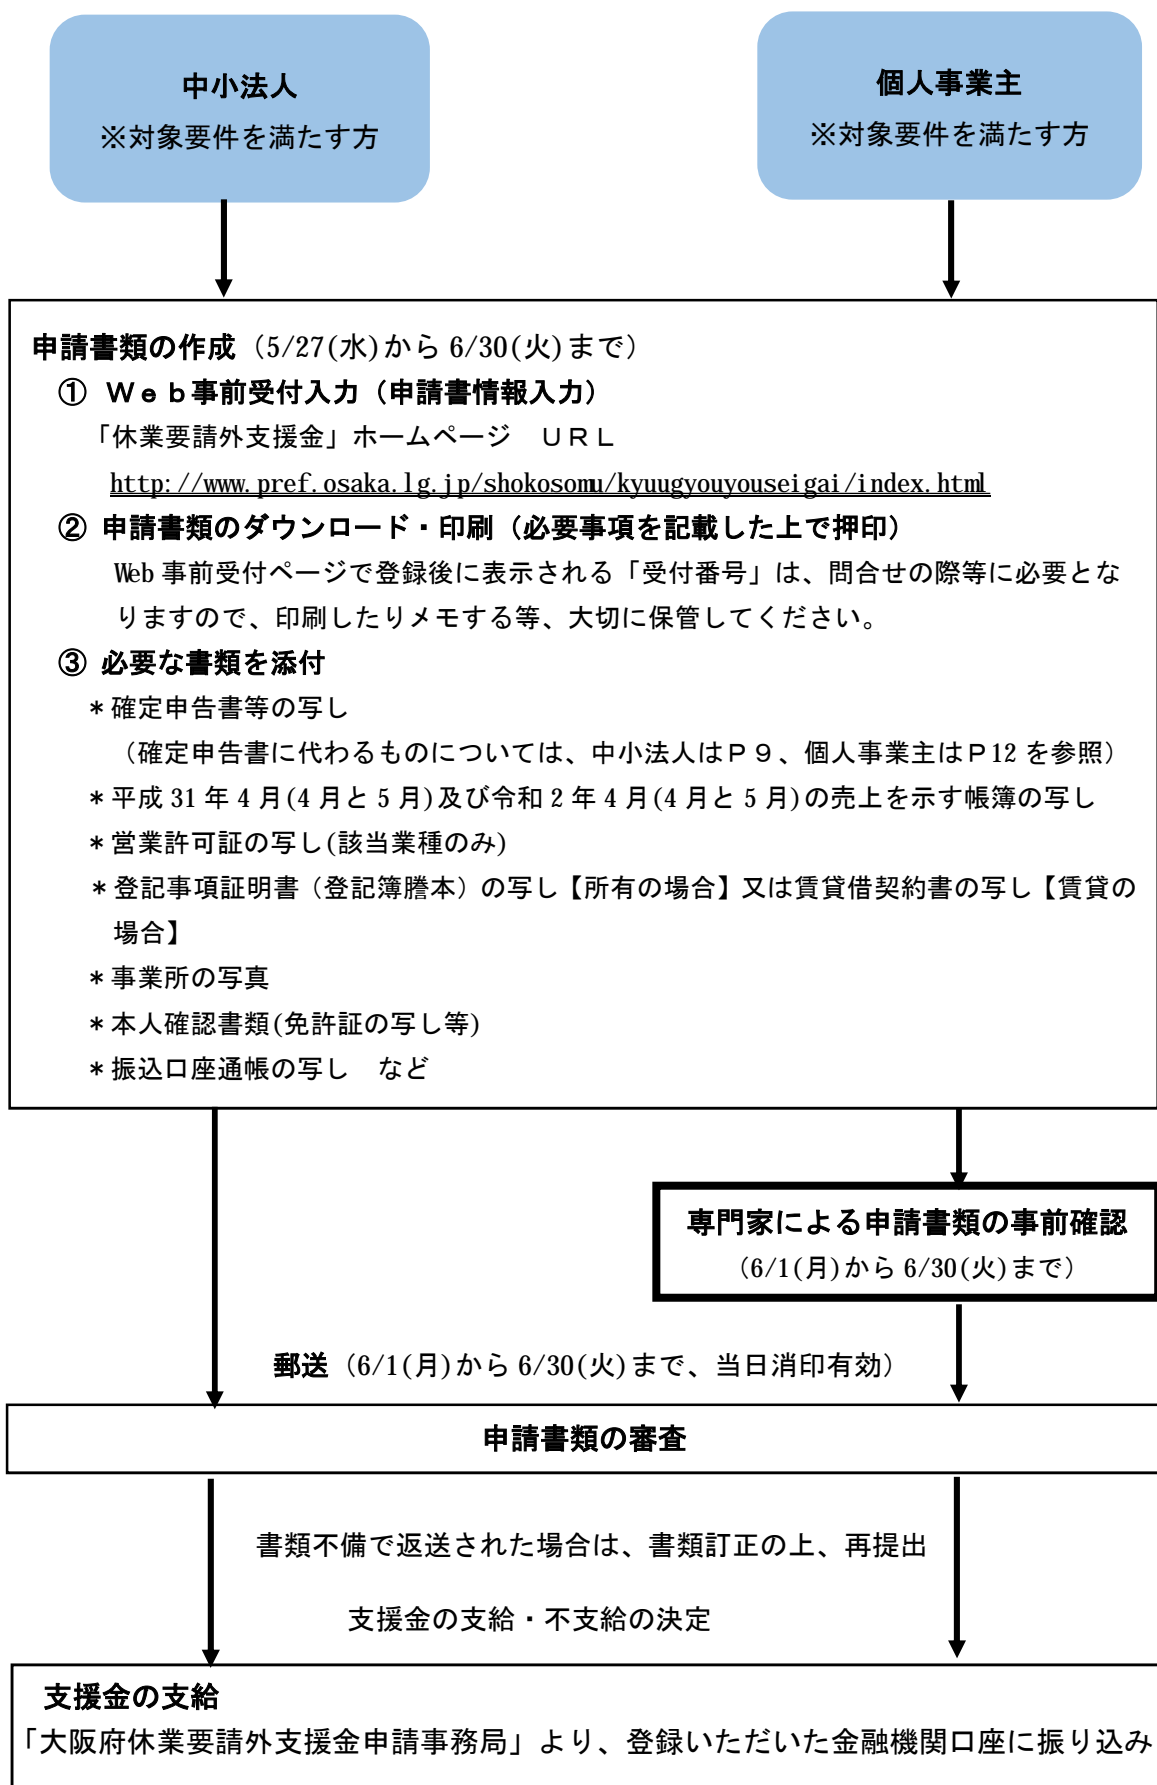 中小法人
※対象要件を満たす方
個人事業主
※対象要件を満たす方
申請書類の作成（5/27(水)から 6/30(火)まで）
① Ｗｅｂ事前受付入力（申請書情報入力）
「休業要請外支援金」ホームページ　ＵＲＬ
http://www.pref.osaka.lg.jp/shokosomu/kyuugyouyouseigai/index.html
② 申請書類のダウンロード・印刷（必要事項を記載した上で押印）
Web 事前受付ページで登録後に表示される「受付番号」は、問合せの際等に必要とな
りますので、印刷したりメモする等、大切に保管してください。
③ 必要な書類を添付
＊確定申告書等の写し
（確定申告書に代わるものについては、中小法人はＰ９、個人事業主はＰ12 を参照）
＊平成 31 年 4 月(4 月と 5 月)及び令和 2 年 4 月(4 月と 5 月)の売上を示す帳簿の写し
＊営業許可証の写し(該当業種のみ)
＊登記事項証明書（登記簿謄本）の写し【所有の場合】又は賃貸借契約書の写し【賃貸の
場合】
＊事業所の写真
＊本人確認書類(免許証の写し等)
＊振込口座通帳の写し　など
専門家による申請書類の事前確認
（6/1(月)から 6/30(火)まで）
郵送（6/1(月)から 6/30(火)まで、当日消印有効）
申請書類の審査
書類不備で返送された場合は、書類訂正の上、再提出
支援金の支給・不支給の決定
支援金の支給
「大阪府休業要請外支援金申請事務局」より、登録いただいた金融機関口座に振り込み